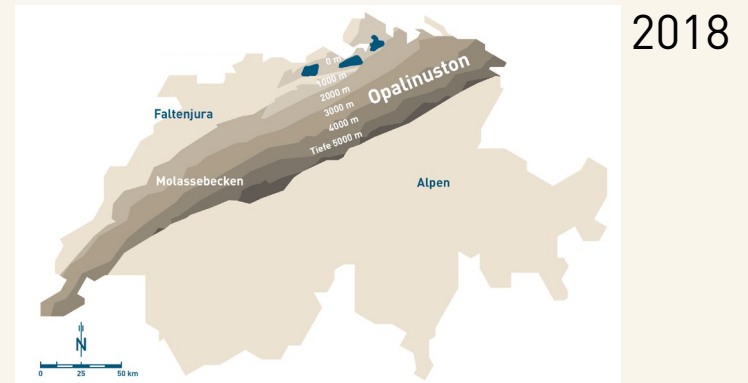 2018
0 m
1000 m
2000 m
3000 m
4000 m
Tiefe 5000 m
Opalinuston
Faltenjura
Molassebecken
Alpen
N
0 25 50 km